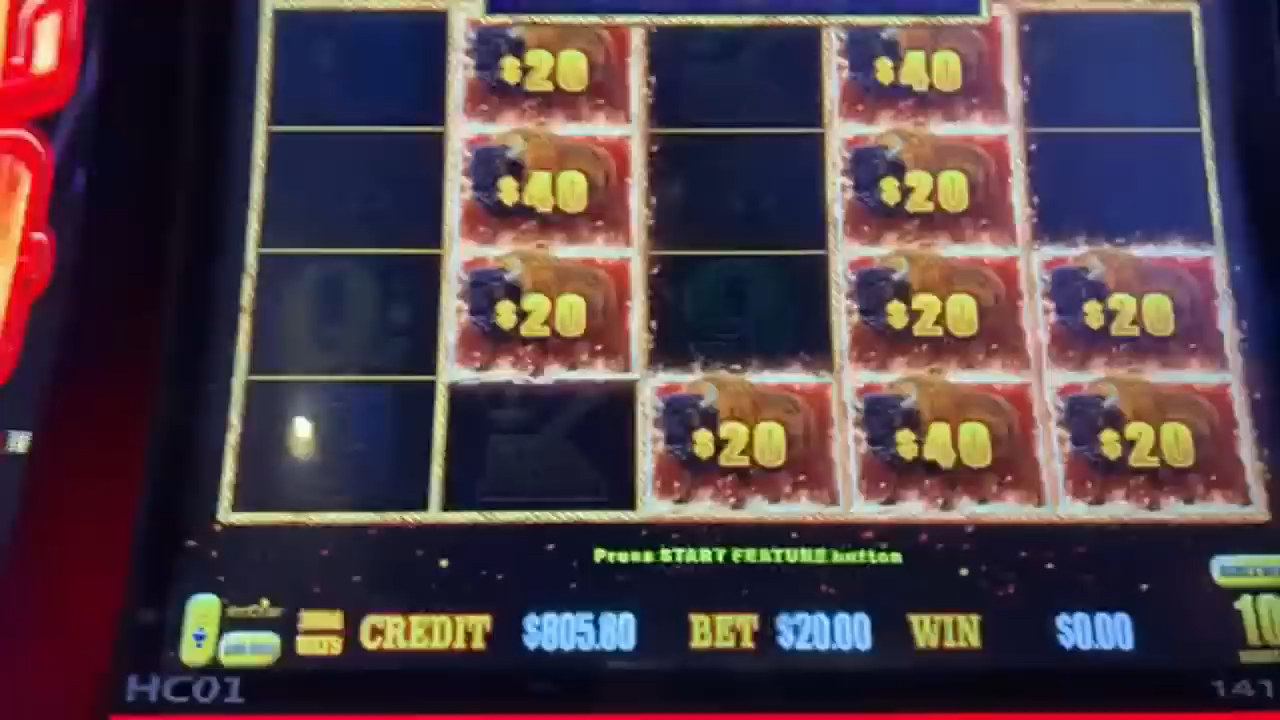 $20 $40
$40 $20
$20 $20 $20
$20 $40 $20
Press START FEATURE button
CREDIT $805.80 BET $20.00 WIN $0.00
HC01 141